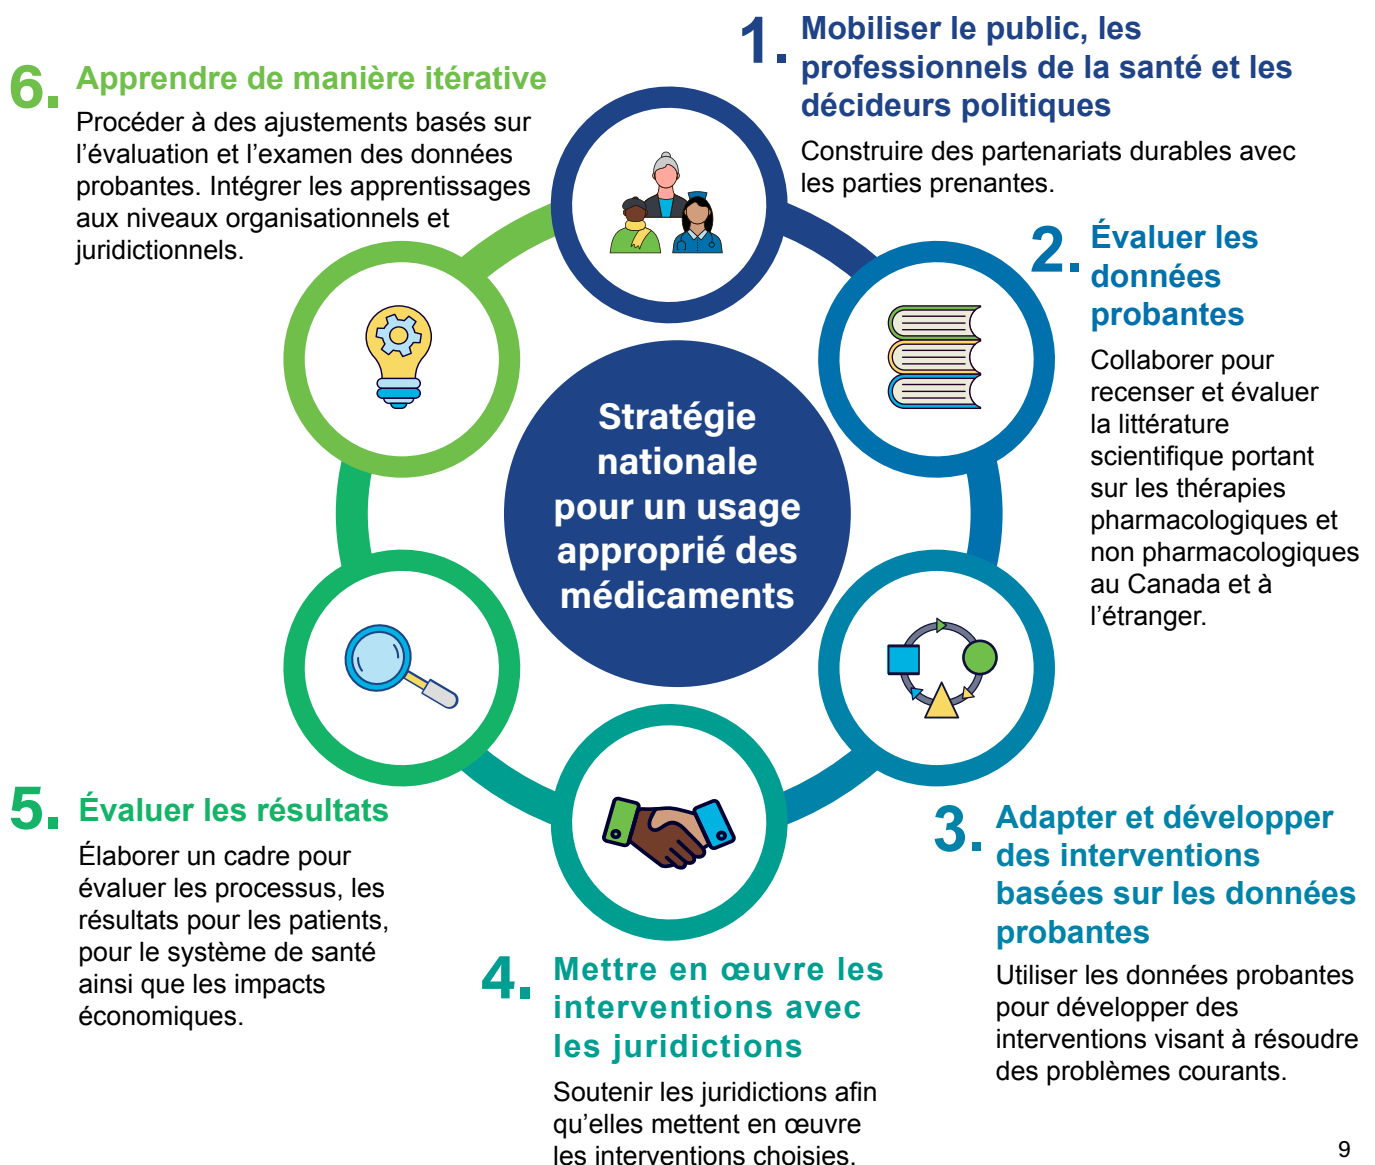 1. Mobiliser le public, les
professionnels de la santé et les
décideurs politiques
Construire des partenariats durables avec
les parties prenantes.
2. Évaluer les
données
probantes
Collaborer pour
recenser et évaluer
la littérature
scientifique portant
sur les thérapies
pharmacologiques et
non pharmacologiques
au Canada et à
l’étranger.
3. Adapter et développer
des interventions
basées sur les données
probantes
Utiliser les données probantes
pour développer des
interventions visant à résoudre
des problèmes courants.
4. Mettre en œuvre les
interventions avec
les juridictions
Soutenir les juridictions afin
qu’elles mettent en œuvre
les interventions choisies.
5. Évaluer les résultats
Élaborer un cadre pour
évaluer les processus, les
résultats pour les patients,
pour le système de santé
ainsi que les impacts
économiques.
6. Apprendre de manière itérative
Procéder à des ajustements basés sur
l’évaluation et l’examen des données
probantes. Intégrer les apprentissages
aux niveaux organisationnels et
juridictionnels.
Stratégie
nationale
pour un usage
approprié des
médicaments
9